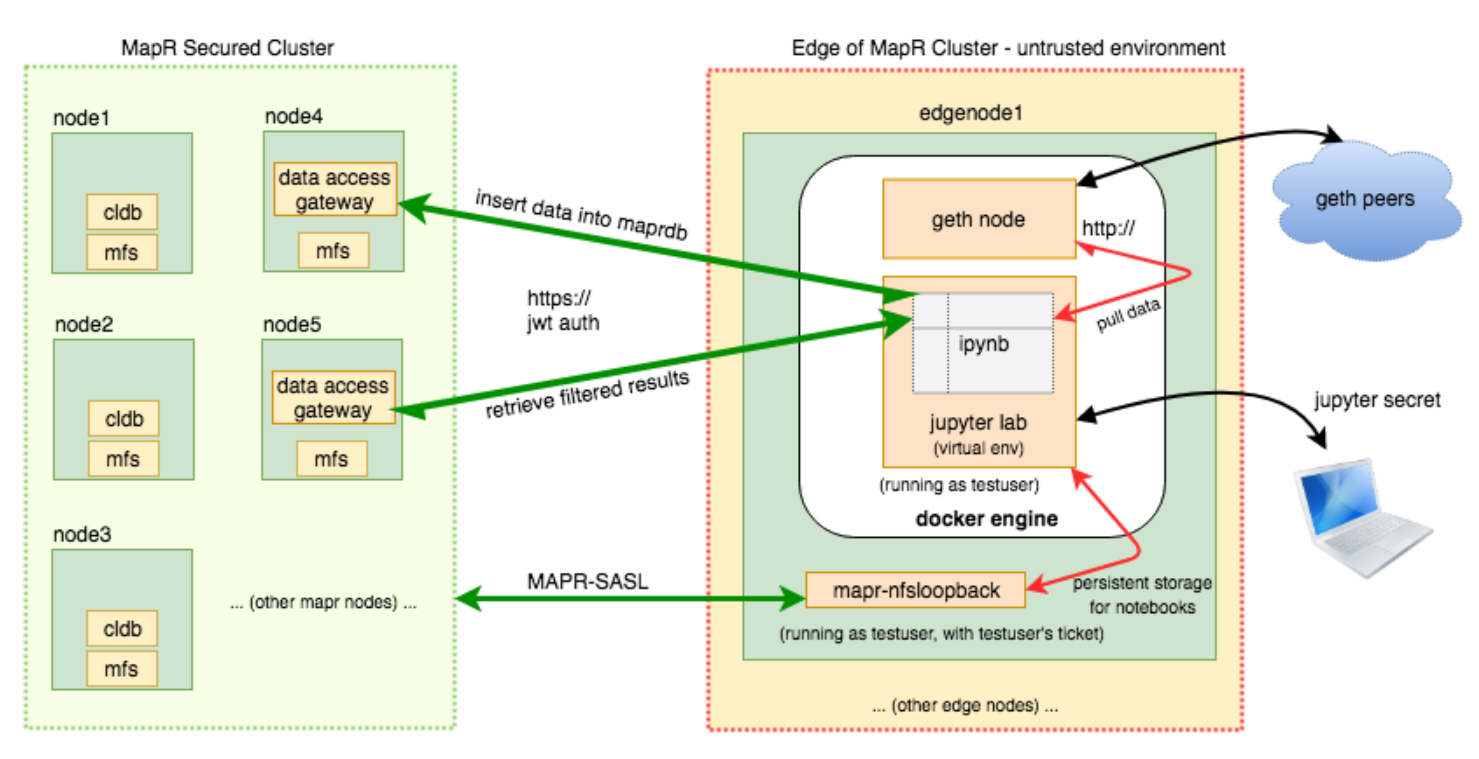 MapR Secured Cluster
node1
cldb
mfs
node4
data access
gateway
mfs
node2
cldb
mfs
node5
data access
gateway
mfs
node3
cldb
mfs
... (other mapr nodes) ...
insert data into maprdb
https://
jwt auth
retrieve filtered results
MAPR-SASL
Edge of MapR Cluster - untrusted environment
edgenode1
geth node
http://
pull data
ipynb
jupyter lab
(virtual env)
(running as testuser)
docker engine
mapr-nfsloopback
persistent storage
for notebooks
(running as testuser, with testuser's ticket)
... (other edge nodes) ...
geth peers
jupyter secret